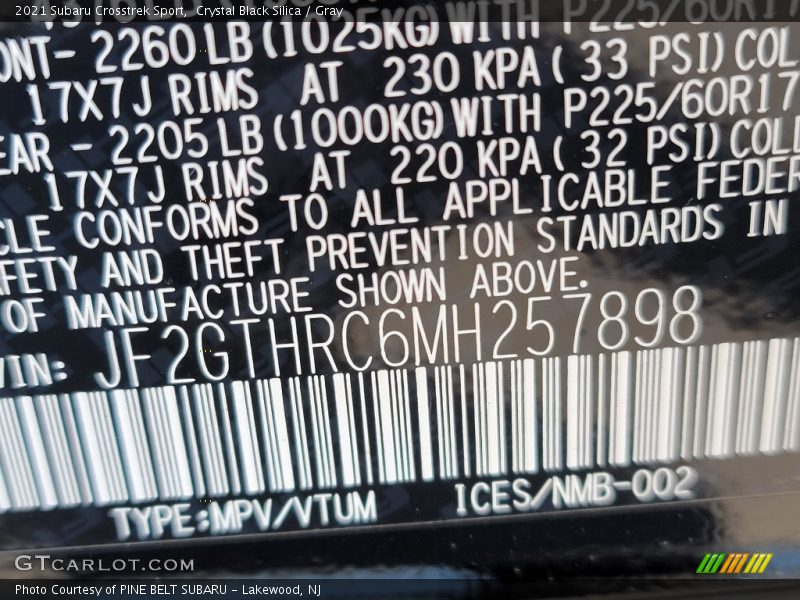 2021 Subaru Crosstrek Sport, Crystal Black Silica / Gray
ONT- 2260 LB (1025KG) WITH P225/60R17
17X7J RIMS AT 230 KPA ( 33 PSI) COL
EAR - 2205 LB (1000KG) WITH P225/60R17
17X7J RIMS AT 220 KPA ( 32 PSI) COL
CLE CONFORMS TO ALL APPLICABLE FEDER
FETY AND THEFT PREVENTION STANDARDS IN
OF MANUFACTURE SHOWN ABOVE.
VIN: JF2GTHRC6MH257898
TYPE:MPV/VTUM ICES/NMB-002
GTCARLOT.COM
Photo Courtesy of PINE BELT SUBARU - Lakewood, NJ